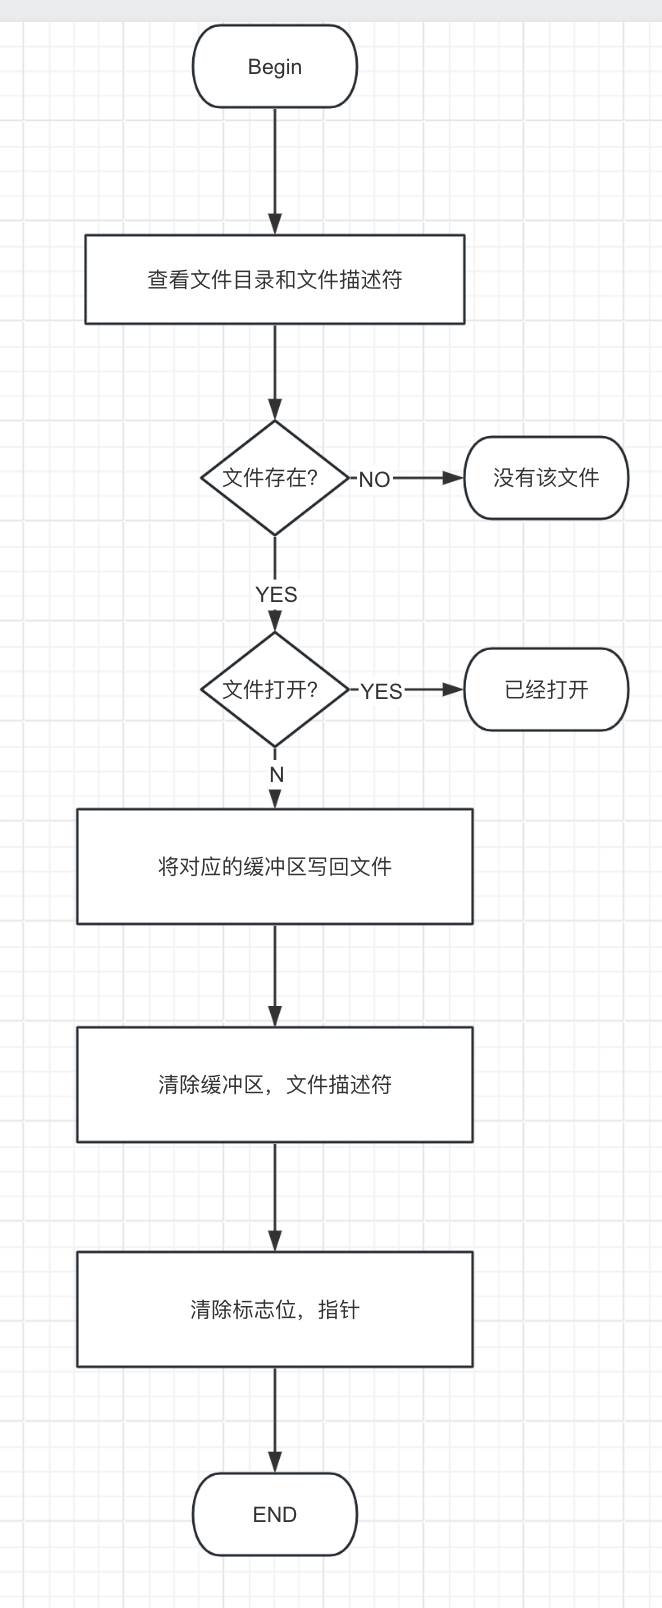 Begin
查看文件目录和文件描述符
文件存在?
NO
没有该文件
YES
文件打开?
YES
已经打开
N
将对应的缓冲区写回文件
清除缓冲区，文件描述符
清除标志位，指针
END